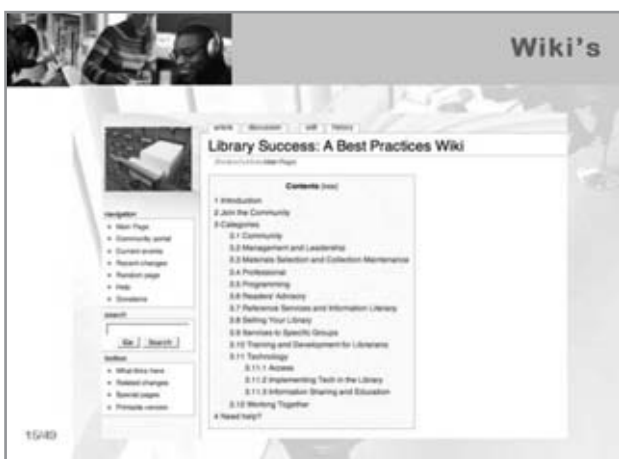 Wiki's
article discussion edit history
Library Success: A Best Practices Wiki
Contents [hide]
1 Introduction
2 Join the Community
3 Categories
3.1 Community
3.2 Management and Leadership
3.3 Materials Selection and Collection Maintenance
3.4 Professional
3.5 Programming
3.6 Readers' Advisory
3.7 Reference Services and Information Literacy
3.8 Selling Your Library
3.9 Services to Specific Groups
3.10 Training and Development for Librarians
3.11 Technology
3.11.1 Access
3.11.2 Implementing Tech in the Library
3.11.3 Information Sharing and Education
3.12 Working Together
4 Need help?
navigation
Main Page
Community portal
Current events
Recent changes
Random page
Help
Donations
search
Go Search
toolbox
What links here
Related changes
Special pages
Printable version
15/49